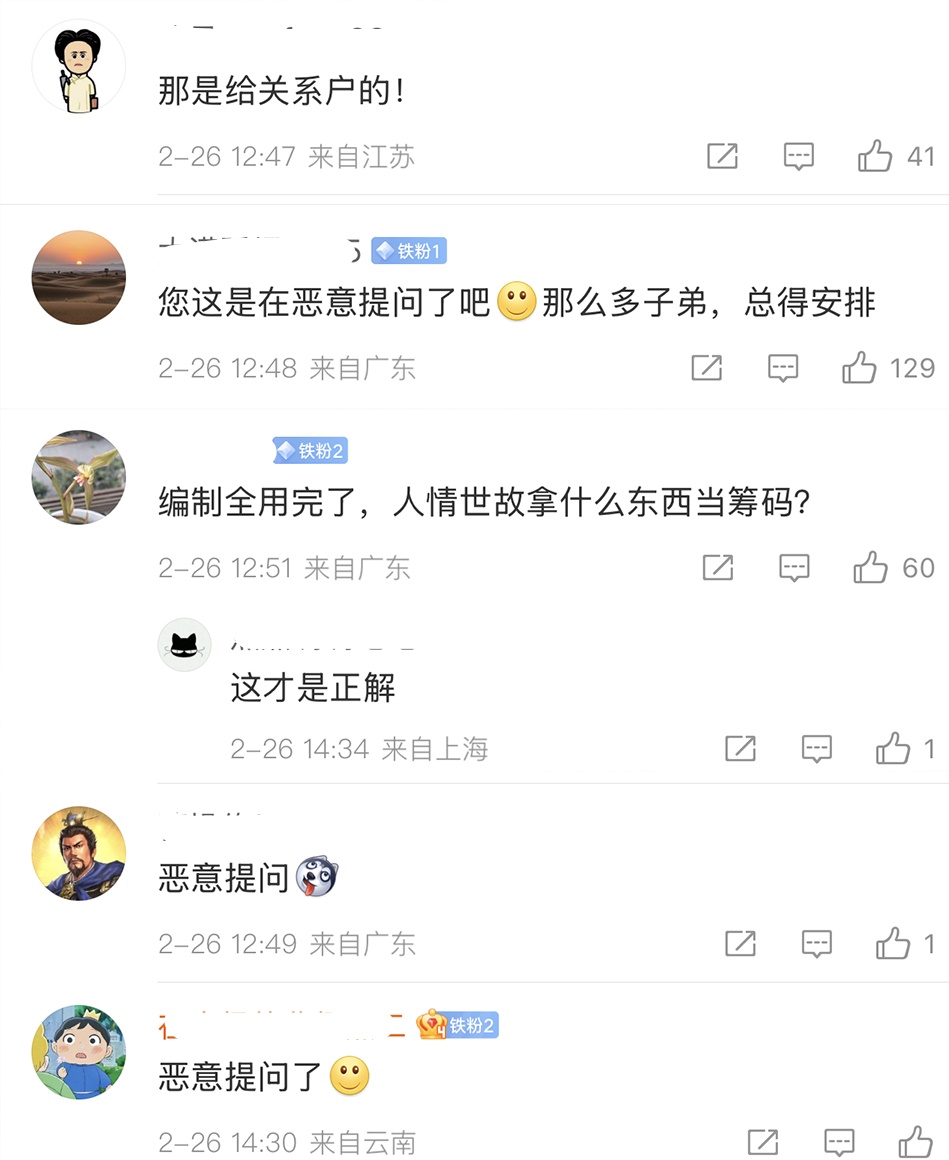 那是给关系户的！
2-26 12:47 来自江苏
41
铁粉1
您这是在恶意提问了吧那么多子弟，总得安排
2-26 12:48 来自广东
129
铁粉2
编制全用完了，人情世故拿什么东西当筹码？
2-26 12:51 来自广东
60
这才是正解
2-26 14:34 来自上海
1
恶意提问
2-26 12:49 来自广东
1
4 铁粉2
恶意提问了
2-26 14:30 来自云南